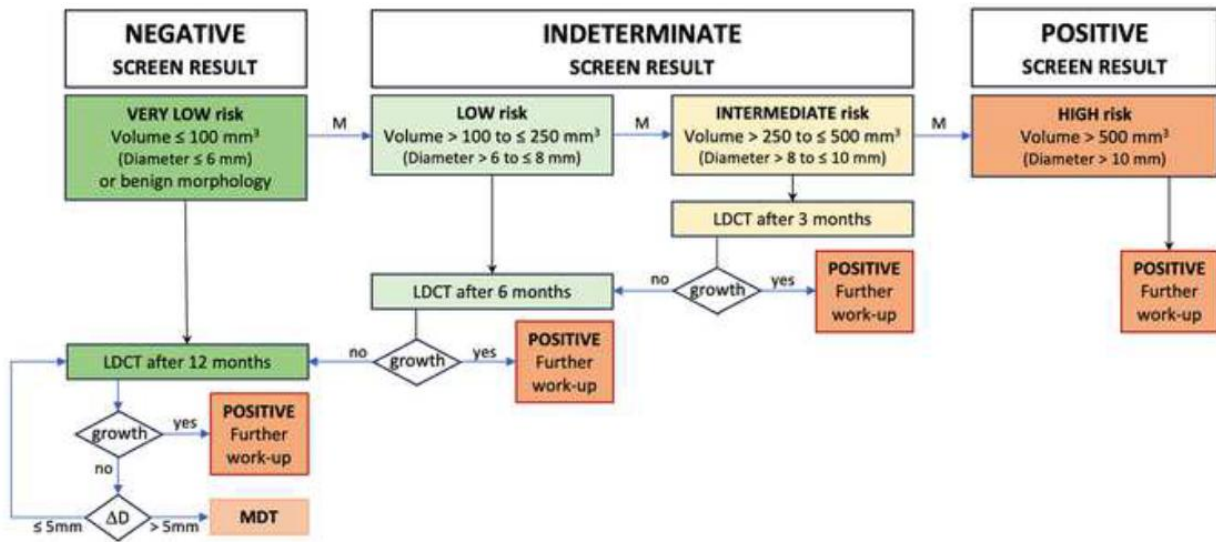 NEGATIVE
SCREEN RESULT
INDETERMINATE
SCREEN RESULT
POSITIVE
SCREEN RESULT
VERY LOW risk
Volume ≤ 100 mm³
(Diameter ≤ 6 mm)
or benign morphology
M
LOW risk
Volume > 100 to ≤ 250 mm³
(Diameter > 6 to ≤ 8 mm)
M
INTERMEDIATE risk
Volume > 250 to ≤ 500 mm³
(Diameter > 8 to ≤ 10 mm)
M
HIGH risk
Volume > 500 mm³
(Diameter > 10 mm)
LDCT after 3 months
no
growth
yes
POSITIVE
Further
work-up
POSITIVE
Further
work-up
LDCT after 6 months
no
growth
yes
POSITIVE
Further
work-up
LDCT after 12 months
growth
yes
POSITIVE
Further
work-up
no
≤ 5mm
ΔD
> 5mm
MDT